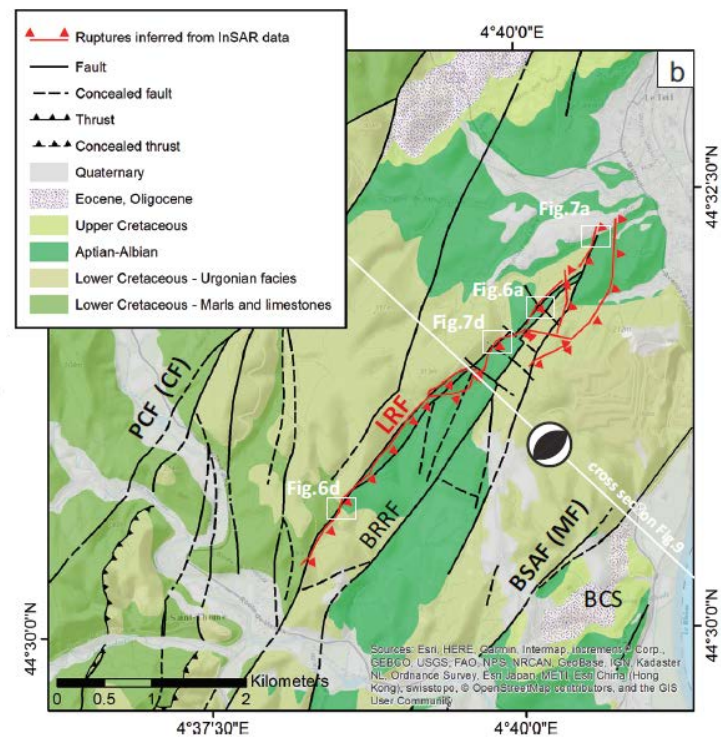 Ruptures inferred from InSAR data
Fault
Concealed fault
Thrust
Concealed thrust
Quaternary
Eocene, Oligocene
Upper Cretaceous
Aptian-Albian
Lower Cretaceous - Urgonian facies
Lower Cretaceous - Marls and limestones
4°40'0"E
b
Le Teil
44°32'30"N
Fig.7a
Fig.6a
Fig.7d
PCF (CF)
LRF
Fig.6d
BRRF
cross section Fig.9
BSAF (MF)
BCS
44°30'0"N
Kilometers
0 0.5 1 2
Sources: Esri, HERE, Garmin, Intermap, increment P Corp.,
GEBCO, USGS, FAO, NPS, NRCAN, GeoBase, IGN, Kadaster
NL, Ordnance Survey, Esri Japan, METI, Esri China (Hong
Kong), swisstopo, © OpenStreetMap contributors, and the GIS
User Community
4°37'30"E
4°40'0"E